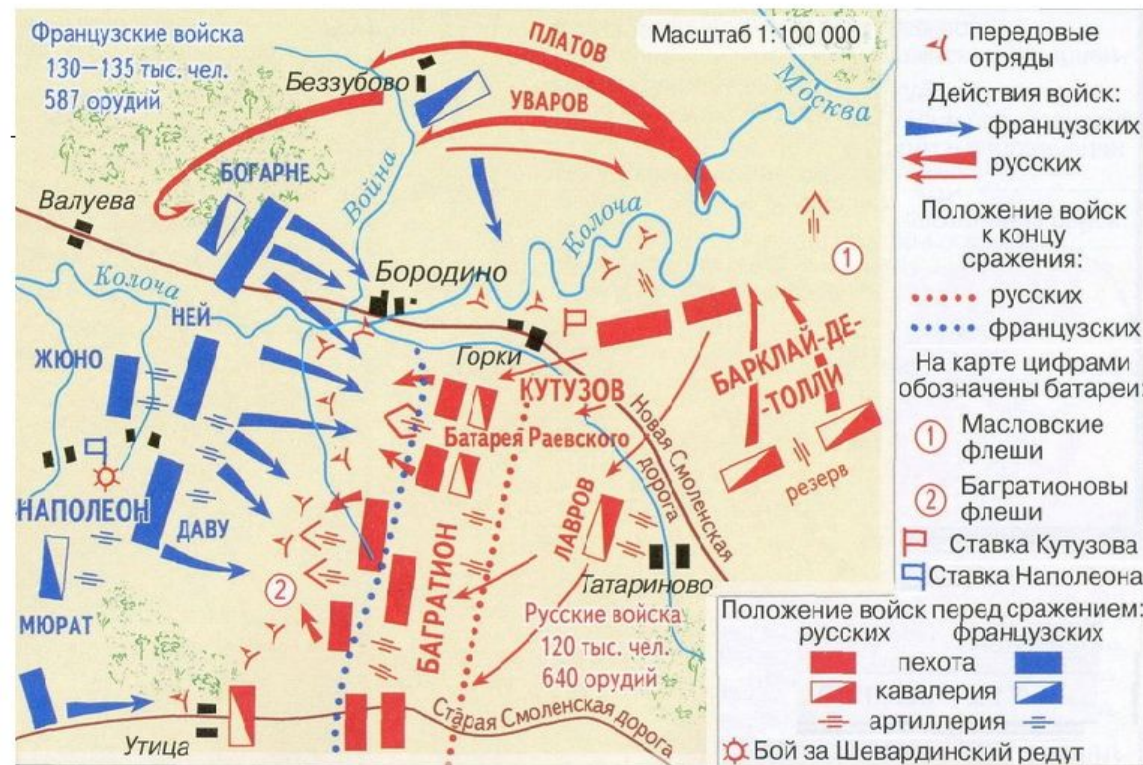 Французские войска
130–135 тыс. чел.
587 орудий
Беззубово
ПЛАТОВ
УВАРОВ
Масштаб 1:100 000
Москва
БОГАРНЕ
Война
Валуева
Колоча
Колоча
Бородино
1
НЕЙ
ЖЮНО
Горки
КУТУЗОВ
БАРКЛАЙ-ДЕ-
-ТОЛЛИ
Батарея Раевского
Новая Смоленская
дорога
резерв
НАПОЛЕОН
ДАВУ
ЛАВРОВ
БАГРАТИОН
Татариново
2
МЮРАТ
Русские войска
120 тыс. чел.
640 орудий
Утица
Старая Смоленская дорога
передовые
отряды
Действия войск:
французских
русских
Положение войск
к концу
сражения:
русских
французских
На карте цифрами
обозначены батареи:
1 Масловские
флеши
2 Багратионовы
флеши
Ставка Кутузова
Ставка Наполеона
Положение войск перед сражением:
русских французских
пехота
кавалерия
артиллерия
Бой за Шевардинский редут